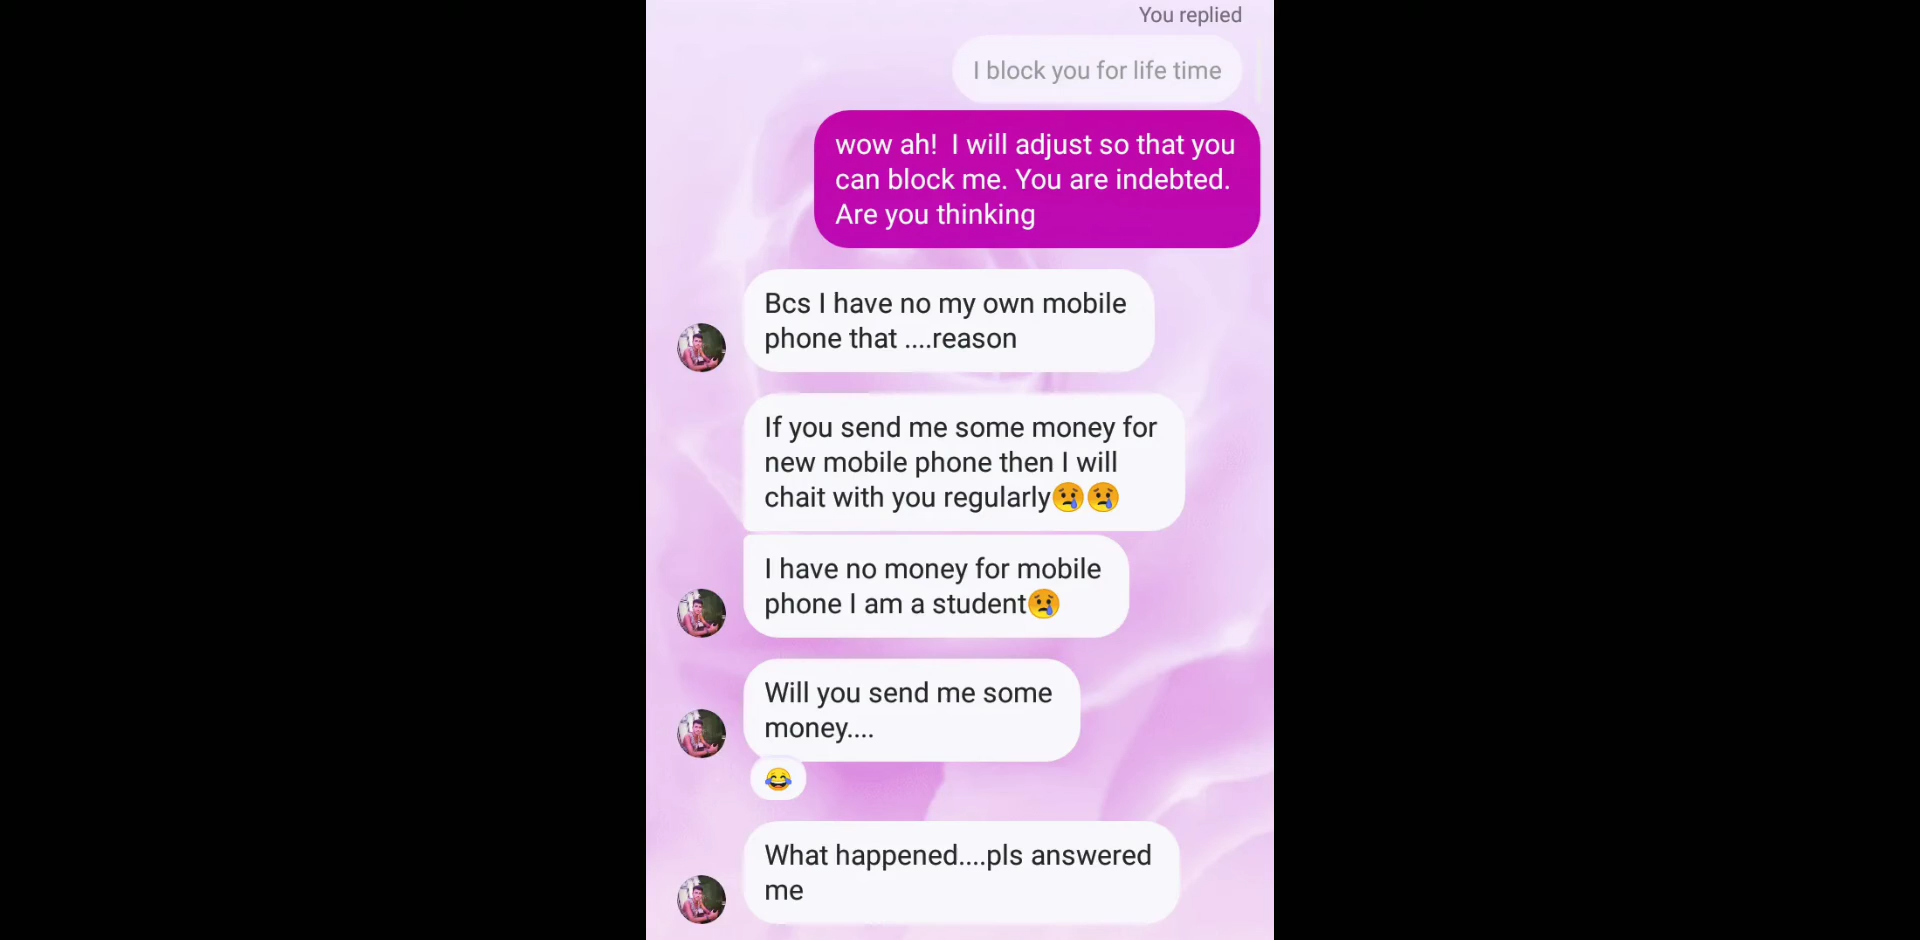 You replied
I block you for life time
wow ah!  I will adjust so that you
can block me. You are indebted.
Are you thinking
Bcs I have no my own mobile
phone that ....reason
If you send me some money for
new mobile phone then I will
chait with you regularly😢😢
I have no money for mobile
phone I am a student😢
Will you send me some
money....
😂
What happened....pls answered
me